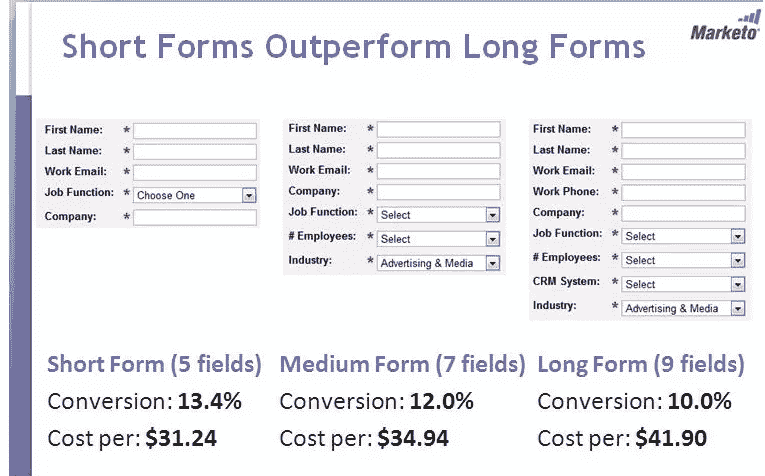 Marketo
Short Forms Outperform Long Forms
First Name: *
Last Name: *
Work Email: *
Job Function: * Choose One
Company: *
First Name: *
Last Name: *
Work Email: *
Company: *
Job Function: * Select
# Employees: * Select
Industry: * Advertising & Media
First Name: *
Last Name: *
Work Email: *
Work Phone: *
Company: *
Job Function: * Select
# Employees: * Select
CRM System: * Select
Industry: * Advertising & Media
Short Form (5 fields)
Conversion: 13.4%
Cost per: $31.24
Medium Form (7 fields)
Conversion: 12.0%
Cost per: $34.94
Long Form (9 fields)
Conversion: 10.0%
Cost per: $41.90